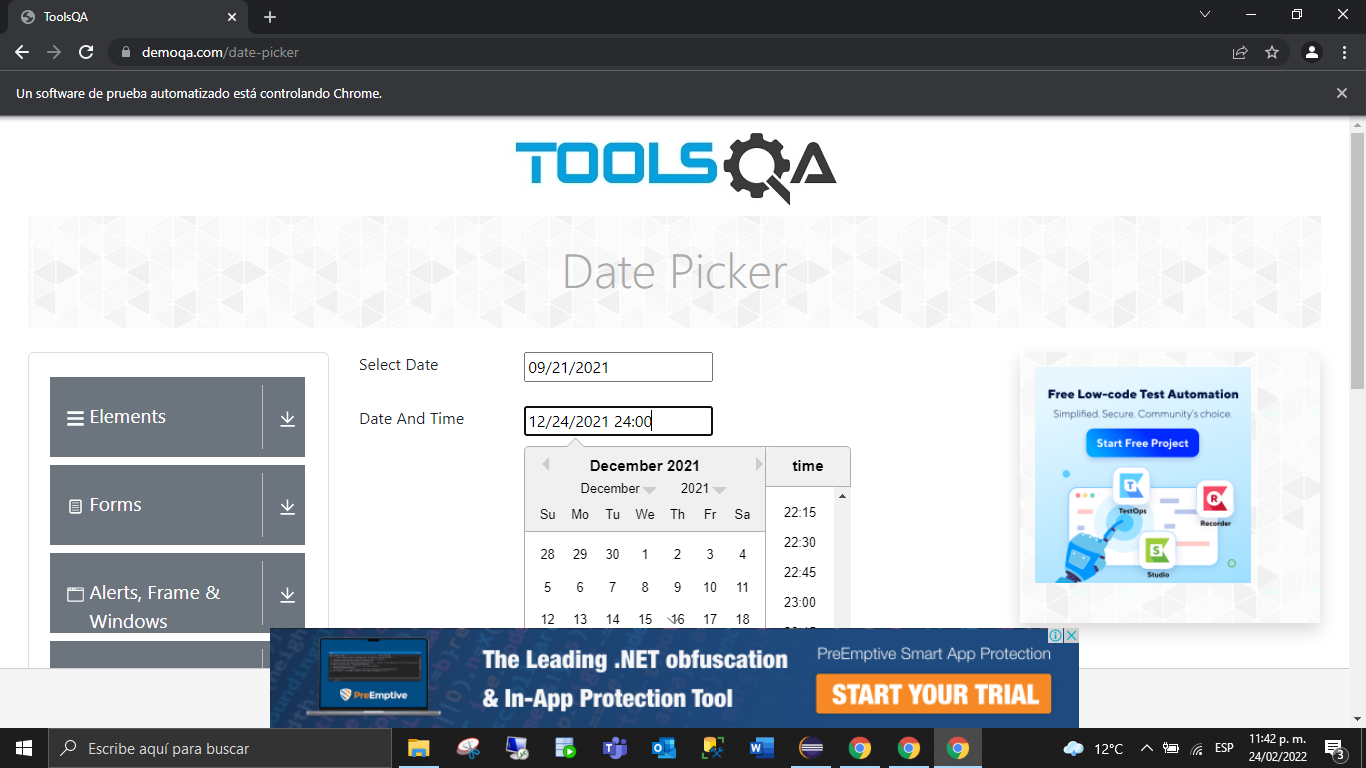 ToolsQA
demoqa.com/date-picker
Un software de prueba automatizado está controlando Chrome.
TOOLSQA
Date Picker
Elements
Forms
Alerts, Frame &
Windows
Select Date
09/21/2021
Date And Time
12/24/2021 24:00
December 2021
December 2021
Su Mo Tu We Th Fr Sa
28 29 30 1 2 3 4
5 6 7 8 9 10 11
12 13 14 15 16 17 18
time
22:15
22:30
22:45
23:00
Free Low-code Test Automation
Simplified. Secure. Community's choice.
Start Free Project
TestOps
Recorder
Studio
PreEmptive
The Leading .NET obfuscation
& In-App Protection Tool
PreEmptive Smart App Protection
START YOUR TRIAL
Escribe aquí para buscar
12°C
ESP
11:42 p. m.
24/02/2022
3